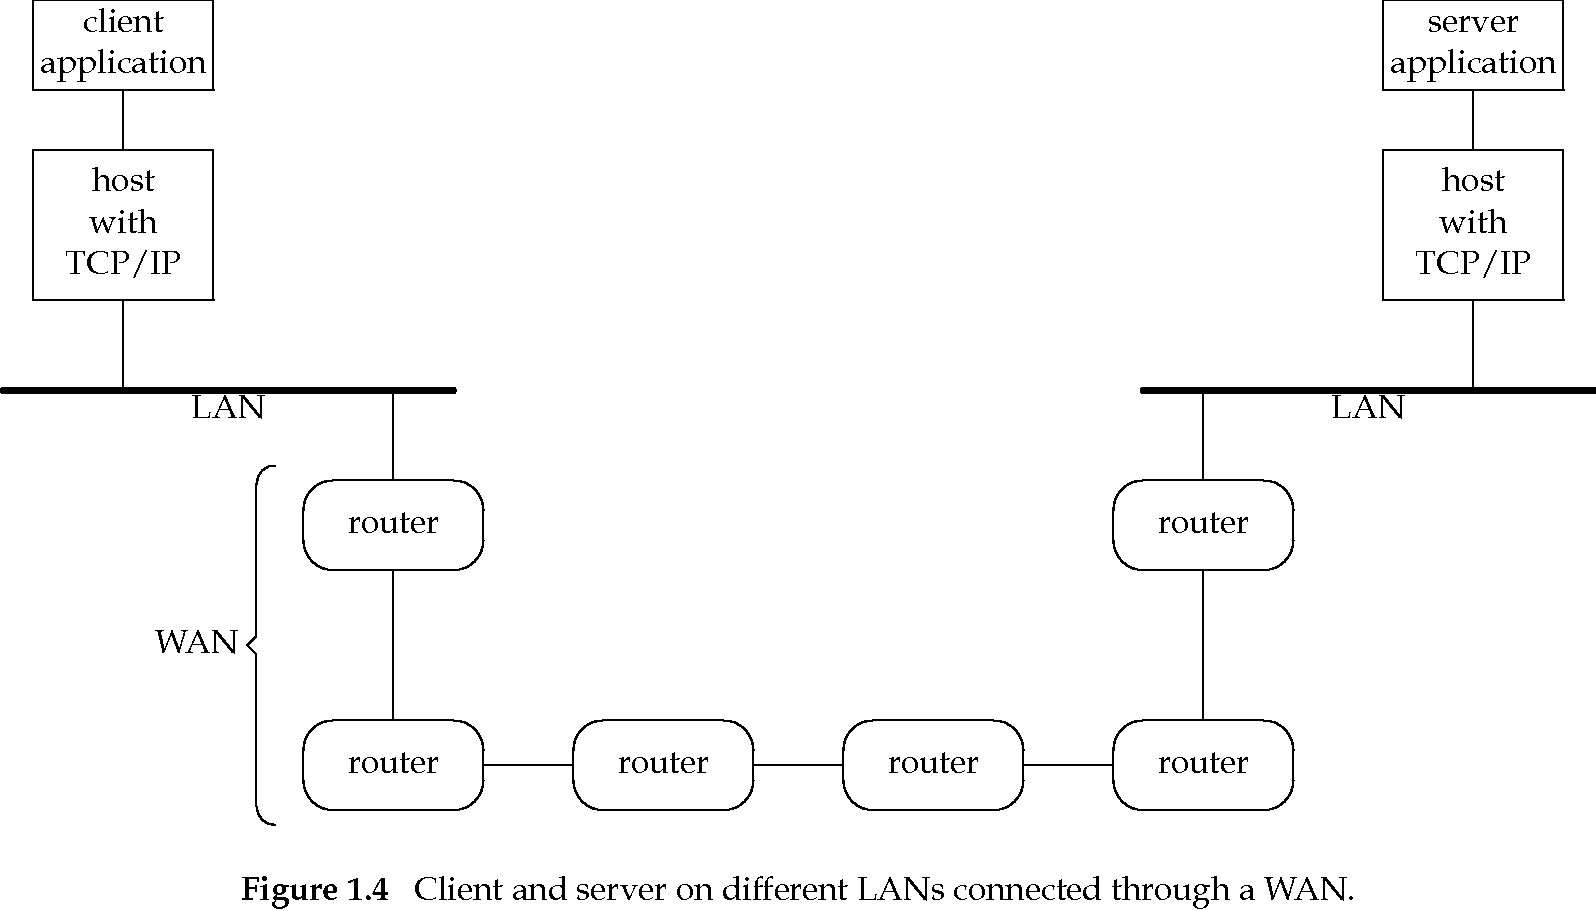 client
application
server
application
host
with
TCP/IP
host
with
TCP/IP
LAN
LAN
router
router
WAN
router
router
router
router
Figure 1.4 Client and server on different LANs connected through a WAN.